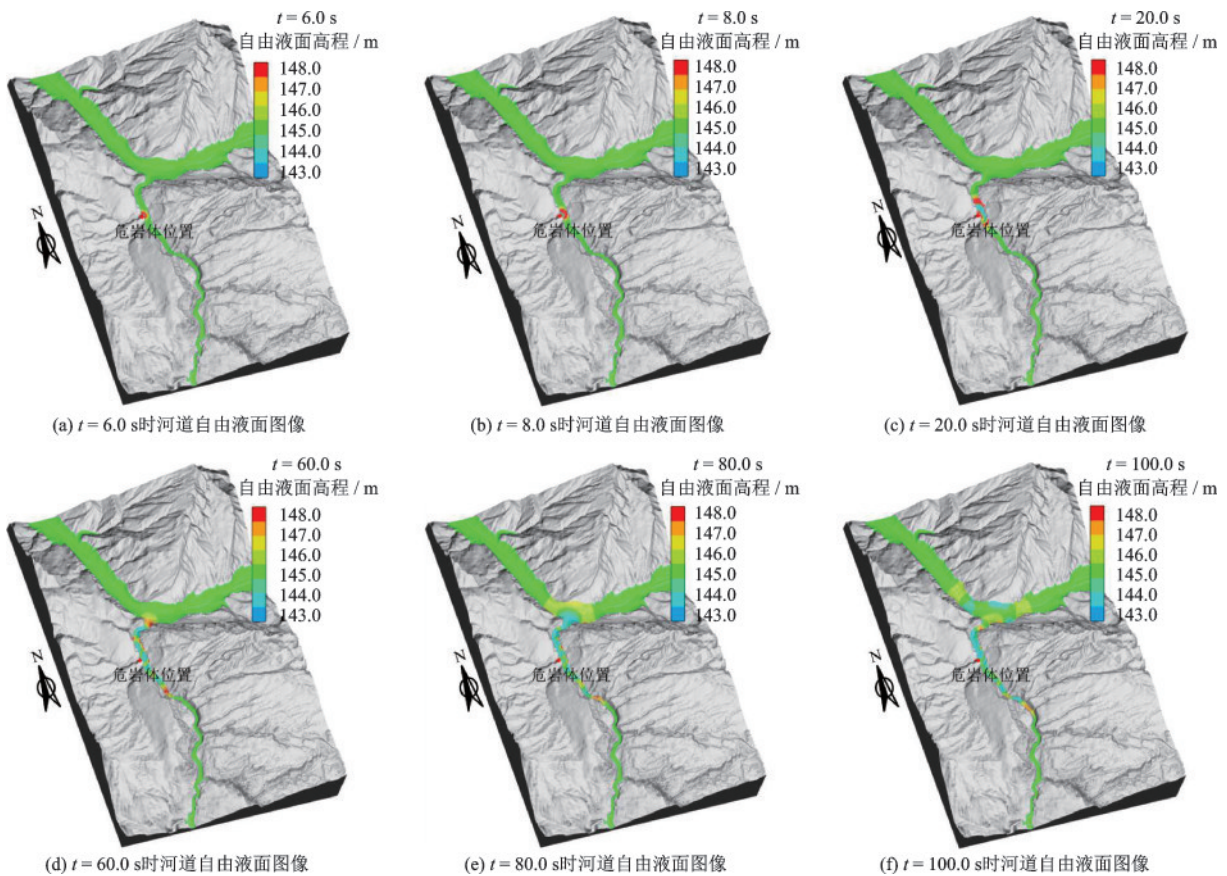 t = 6.0 s
自由液面高程 / m
148.0
147.0
146.0
145.0
144.0
143.0
N
危岩体位置
(a) t = 6.0 s时河道自由液面图像
t = 8.0 s
自由液面高程 / m
148.0
147.0
146.0
145.0
144.0
143.0
N
危岩体位置
(b) t = 8.0 s时河道自由液面图像
t = 20.0 s
自由液面高程 / m
148.0
147.0
146.0
145.0
144.0
143.0
N
危岩体位置
(c) t = 20.0 s时河道自由液面图像
t = 60.0 s
自由液面高程 / m
148.0
147.0
146.0
145.0
144.0
143.0
N
危岩体位置
(d) t = 60.0 s时河道自由液面图像
t = 80.0 s
自由液面高程 / m
148.0
147.0
146.0
145.0
144.0
143.0
N
危岩体位置
(e) t = 80.0 s时河道自由液面图像
t = 100.0 s
自由液面高程 / m
148.0
147.0
146.0
145.0
144.0
143.0
N
危岩体位置
(f) t = 100.0 s时河道自由液面图像